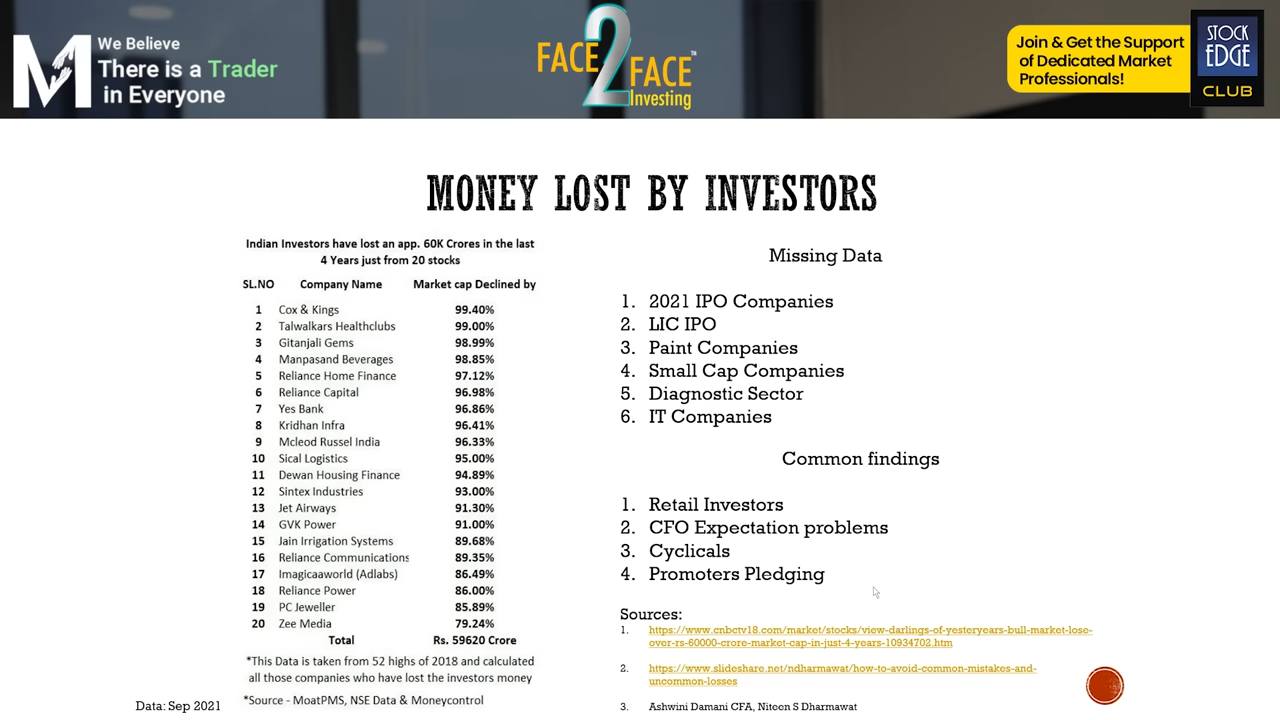 We Believe
There is a Trader
in Everyone
FACE 2 FACE™
Investing
Join & Get the Support
of Dedicated Market
Professionals!
STOCK
EDGE
CLUB
MONEY LOST BY INVESTORS
Indian Investors have lost an app. 60K Crores in the last
4 Years just from 20 stocks
SL.NO Company Name Market cap Declined by
1 Cox & Kings 99.40%
2 Talwalkars Healthclubs 99.00%
3 Gitanjali Gems 98.99%
4 Manpasand Beverages 98.85%
5 Reliance Home Finance 97.12%
6 Reliance Capital 96.98%
7 Yes Bank 96.86%
8 Kridhan Infra 96.41%
9 Mcleod Russel India 96.33%
10 Sical Logistics 95.00%
11 Dewan Housing Finance 94.89%
12 Sintex Industries 93.00%
13 Jet Airways 91.30%
14 GVK Power 91.00%
15 Jain Irrigation Systems 89.68%
16 Reliance Communications 89.35%
17 Imagicaaworld (Adlabs) 86.49%
18 Reliance Power 86.00%
19 PC Jeweller 85.89%
20 Zee Media 79.24%
Total Rs. 59620 Crore
*This Data is taken from 52 highs of 2018 and calculated
all those companies who have lost the investors money
*Source - MoatPMS, NSE Data & Moneycontrol
Data: Sep 2021
Missing Data
1. 2021 IPO Companies
2. LIC IPO
3. Paint Companies
4. Small Cap Companies
5. Diagnostic Sector
6. IT Companies
Common findings
1. Retail Investors
2. CFO Expectation problems
3. Cyclicals
4. Promoters Pledging
Sources:
1. https://www.cnbctv18.com/market/stocks/view-darlings-of-yesteryears-bull-market-lose-
over-rs-60000-crore-market-cap-in-just-4-years-10934702.htm
2. https://www.slideshare.net/ndharmawat/how-to-avoid-common-mistakes-and-
uncommon-losses
3. Ashwini Damani CFA, Niteen S Dharmawat